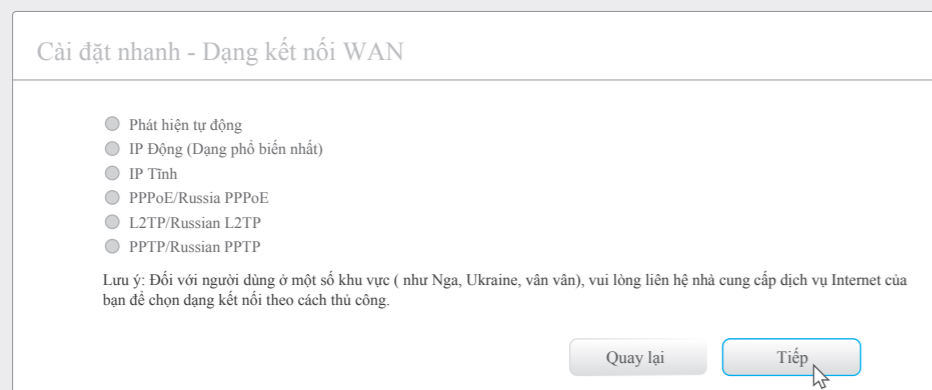 Cài đặt nhanh - Dạng kết nối WAN
Phát hiện tự động
IP Động (Dạng phổ biến nhất)
IP Tĩnh
PPPoE/Russia PPPoE
L2TP/Russian L2TP
PPTP/Russian PPTP
Lưu ý: Đối với người dùng ở một số khu vực ( như Nga, Ukraine, vân vân), vui lòng liên hệ nhà cung cấp dịch vụ Internet của
bạn để chọn dạng kết nối theo cách thủ công.
Quay lại Tiếp